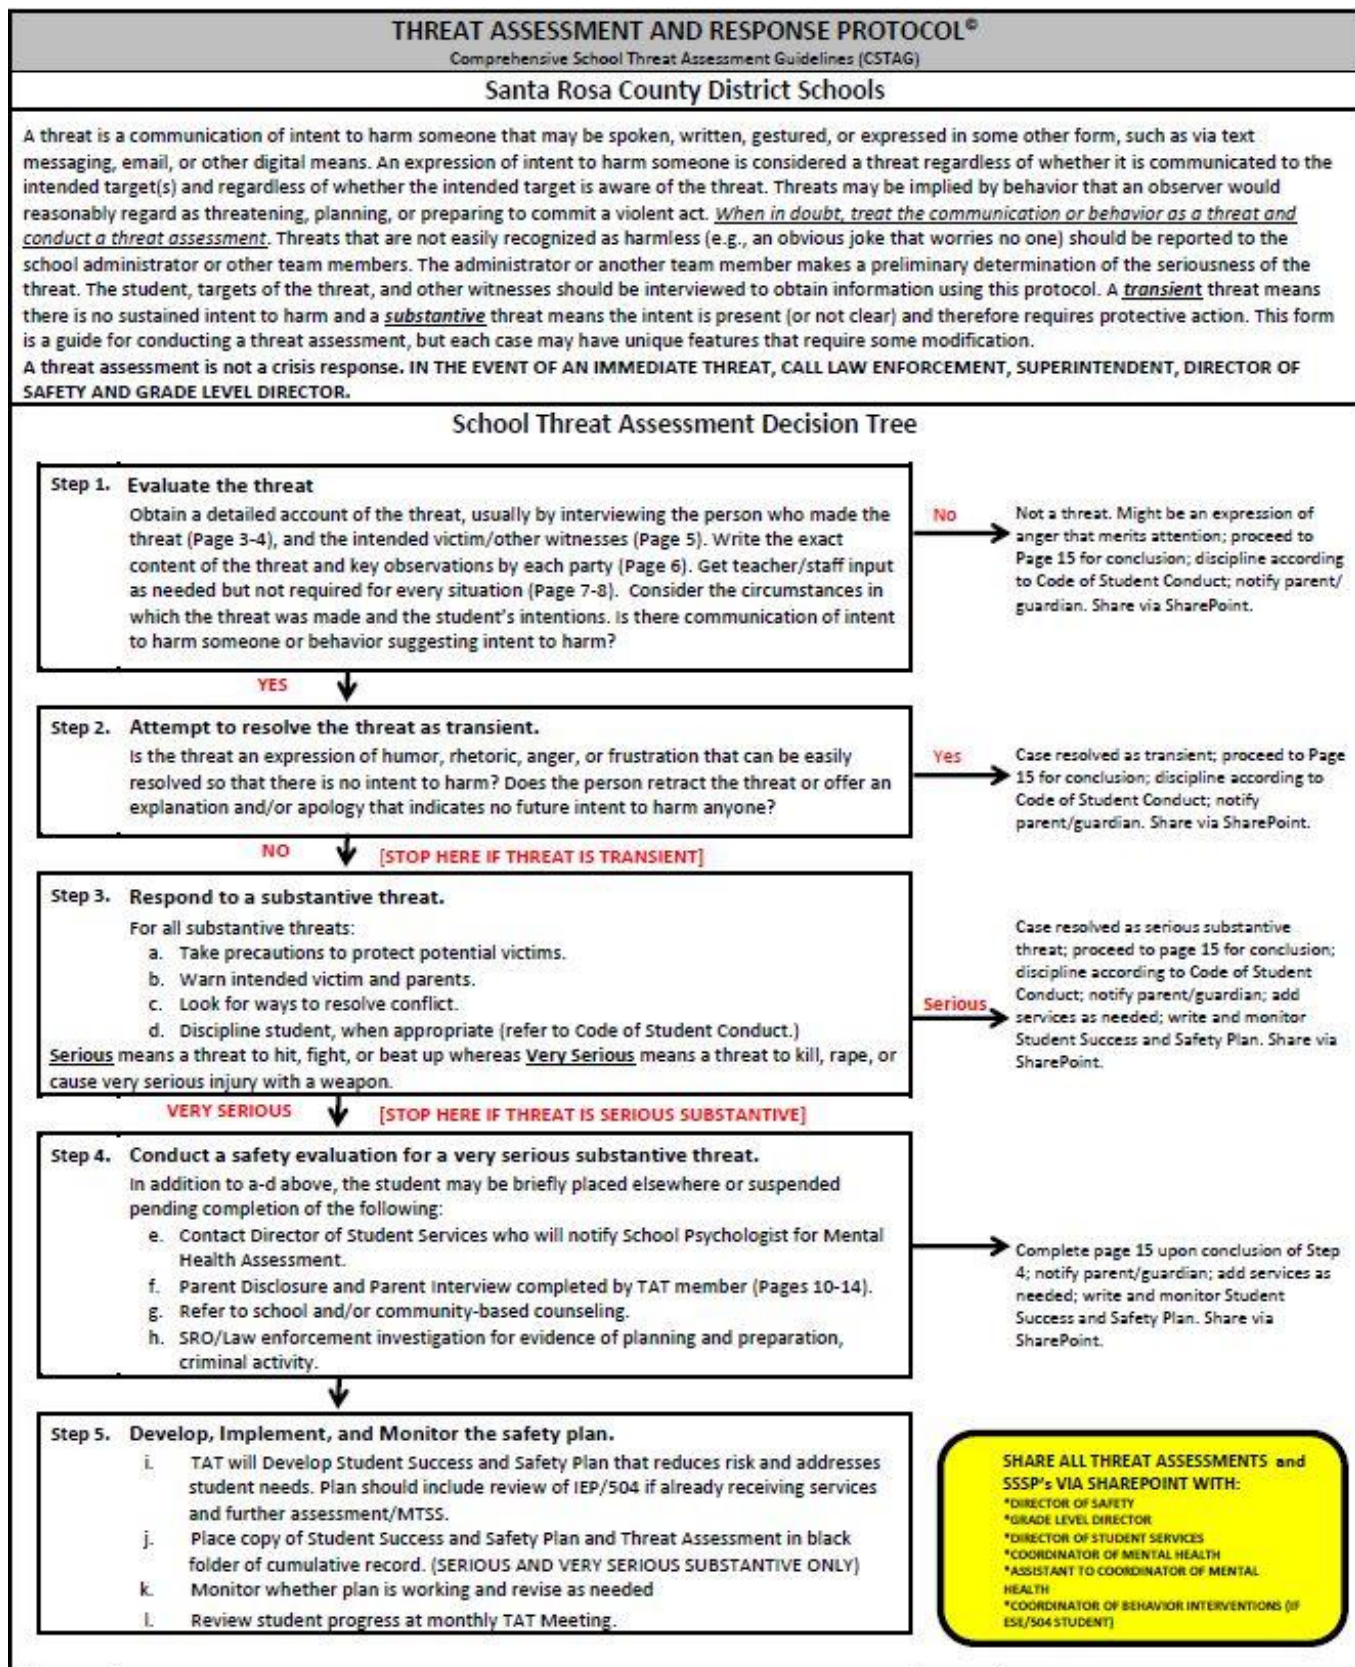 THREAT ASSESSMENT AND RESPONSE PROTOCOL©
Comprehensive School Threat Assessment Guidelines (CSTAG)
Santa Rosa County District Schools
A threat is a communication of intent to harm someone that may be spoken, written, gestured, or expressed in some other form, such as via text
messaging, email, or other digital means. An expression of intent to harm someone is considered a threat regardless of whether it is communicated to the
intended target(s) and regardless of whether the intended target is aware of the threat. Threats may be implied by behavior that an observer would
reasonably regard as threatening, planning, or preparing to commit a violent act. When in doubt, treat the communication or behavior as a threat and
conduct a threat assessment. Threats that are not easily recognized as harmless (e.g., an obvious joke that worries no one) should be reported to the
school administrator or other team members. The administrator or another team member makes a preliminary determination of the seriousness of the
threat. The student, targets of the threat, and other witnesses should be interviewed to obtain information using this protocol. A transient threat means
there is no sustained intent to harm and a substantive threat means the intent is present (or not clear) and therefore requires protective action. This form
is a guide for conducting a threat assessment, but each case may have unique features that require some modification.
A threat assessment is not a crisis response. IN THE EVENT OF AN IMMEDIATE THREAT, CALL LAW ENFORCEMENT, SUPERINTENDENT, DIRECTOR OF
SAFETY AND GRADE LEVEL DIRECTOR.
School Threat Assessment Decision Tree
Step 1. Evaluate the threat
Obtain a detailed account of the threat, usually by interviewing the person who made the
threat (Page 3-4), and the intended victim/other witnesses (Page 5). Write the exact
content of the threat and key observations by each party (Page 6). Get teacher/staff input
as needed but not required for every situation (Page 7-8). Consider the circumstances in
which the threat was made and the student's intentions. Is there communication of intent
to harm someone or behavior suggesting intent to harm?
No
Not a threat. Might be an expression of
anger that merits attention; proceed to
Page 15 for conclusion; discipline according
to Code of Student Conduct; notify parent/
guardian. Share via SharePoint.
YES
Step 2. Attempt to resolve the threat as transient.
Is the threat an expression of humor, rhetoric, anger, or frustration that can be easily
resolved so that there is no intent to harm? Does the person retract the threat or offer an
explanation and/or apology that indicates no future intent to harm anyone?
Yes
Case resolved as transient; proceed to Page
15 for conclusion; discipline according to
Code of Student Conduct; notify
parent/guardian. Share via SharePoint.
NO [STOP HERE IF THREAT IS TRANSIENT]
Step 3. Respond to a substantive threat.
For all substantive threats:
a. Take precautions to protect potential victims.
b. Warn intended victim and parents.
c. Look for ways to resolve conflict.
d. Discipline student, when appropriate (refer to Code of Student Conduct.)
Serious means a threat to hit, fight, or beat up whereas Very Serious means a threat to kill, rape, or
cause very serious injury with a weapon.
Serious
Case resolved as serious substantive
threat; proceed to page 15 for conclusion;
discipline according to Code of Student
Conduct; notify parent/guardian; add
services as needed; write and monitor
Student Success and Safety Plan. Share via
SharePoint.
VERY SERIOUS [STOP HERE IF THREAT IS SERIOUS SUBSTANTIVE]
Step 4. Conduct a safety evaluation for a very serious substantive threat.
In addition to a-d above, the student may be briefly placed elsewhere or suspended
pending completion of the following:
e. Contact Director of Student Services who will notify School Psychologist for Mental
Health Assessment.
f. Parent Disclosure and Parent Interview completed by TAT member (Pages 10-14).
g. Refer to school and/or community-based counseling.
h. SRO/Law enforcement investigation for evidence of planning and preparation,
criminal activity.
Complete page 15 upon conclusion of Step
4; notify parent/guardian; add services as
needed; write and monitor Student
Success and Safety Plan. Share via
SharePoint.
Step 5. Develop, Implement, and Monitor the safety plan.
i. TAT will Develop Student Success and Safety Plan that reduces risk and addresses
student needs. Plan should include review of IEP/504 if already receiving services
and further assessment/MTSS.
j. Place copy of Student Success and Safety Plan and Threat Assessment in black
folder of cumulative record. (SERIOUS AND VERY SERIOUS SUBSTANTIVE ONLY)
k. Monitor whether plan is working and revise as needed
l. Review student progress at monthly TAT Meeting.
SHARE ALL THREAT ASSESSMENTS and
SSSP's VIA SHAREPOINT WITH:
*DIRECTOR OF SAFETY
*GRADE LEVEL DIRECTOR
*DIRECTOR OF STUDENT SERVICES
*COORDINATOR OF MENTAL HEALTH
*ASSISTANT TO COORDINATOR OF MENTAL
HEALTH
*COORDINATOR OF BEHAVIOR INTERVENTIONS (IF
ESE/504 STUDENT)